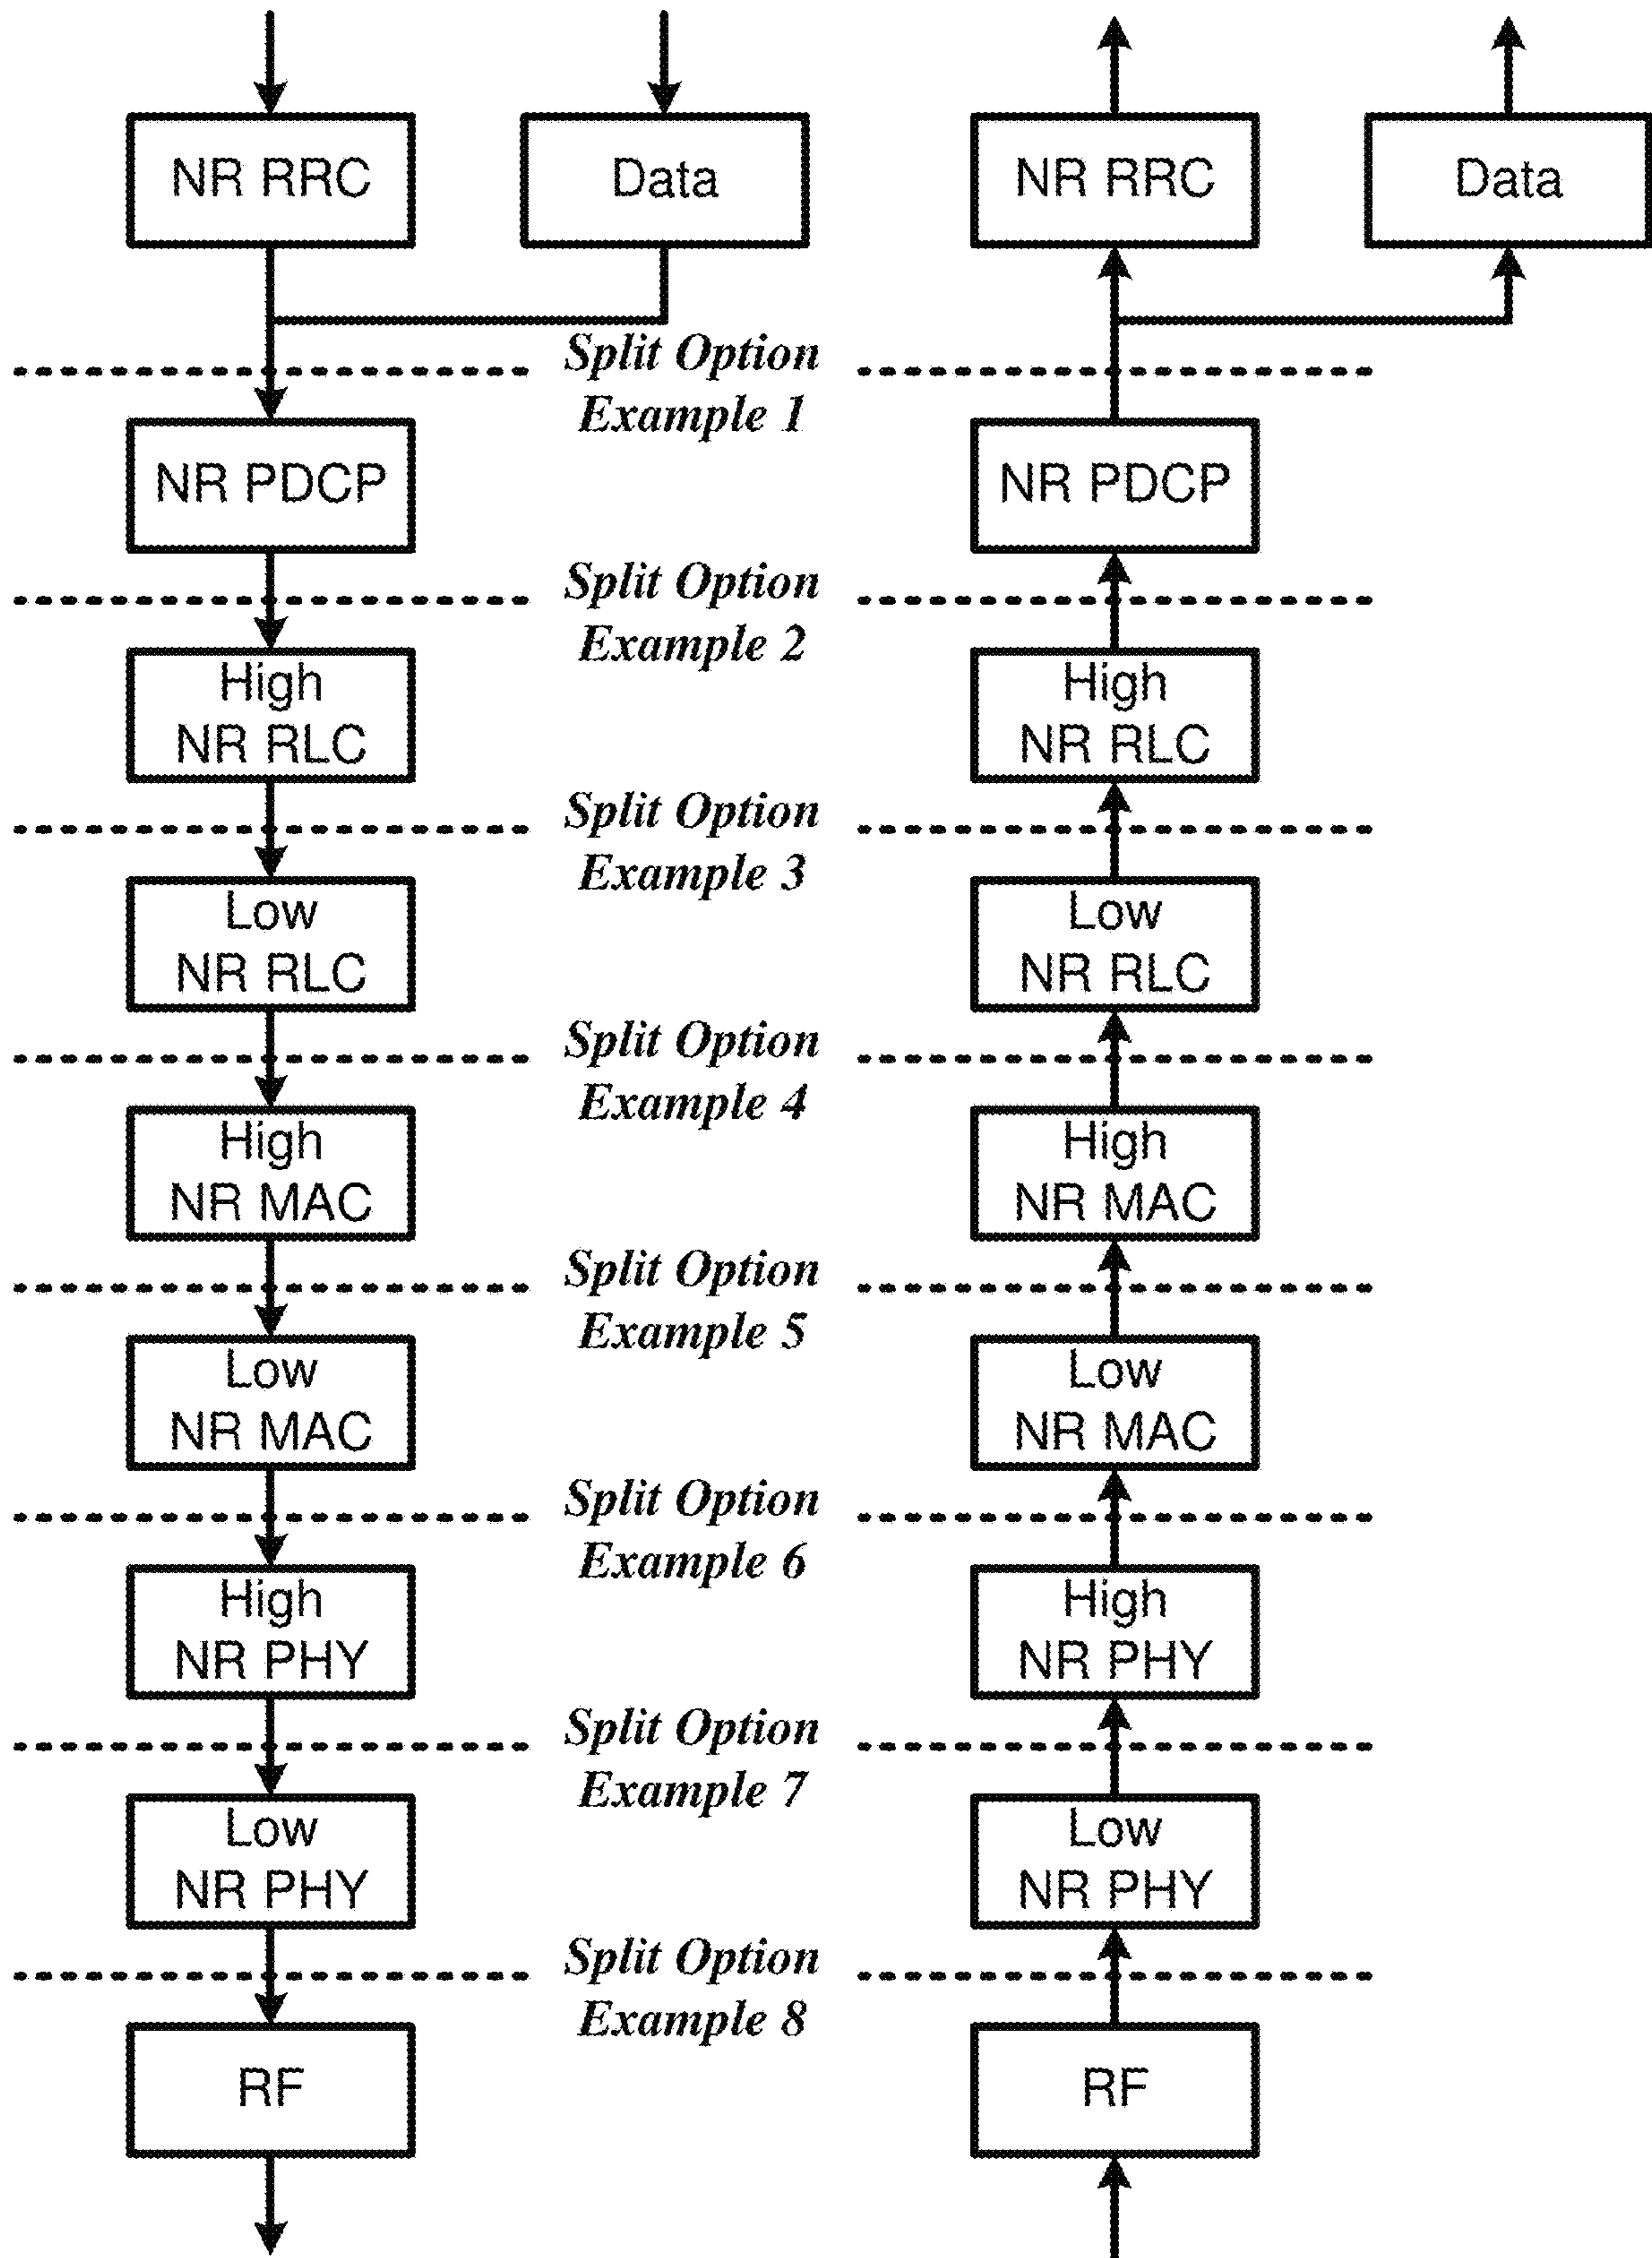 NR RRC
Data
NR RRC
Data
Split Option
Example 1
NR PDCP
NR PDCP
Split Option
Example 2
High
NR RLC
High
NR RLC
Split Option
Example 3
Low
NR RLC
Low
NR RLC
Split Option
Example 4
High
NR MAC
High
NR MAC
Split Option
Example 5
Low
NR MAC
Low
NR MAC
Split Option
Example 6
High
NR PHY
High
NR PHY
Split Option
Example 7
Low
NR PHY
Low
NR PHY
Split Option
Example 8
RF
RF